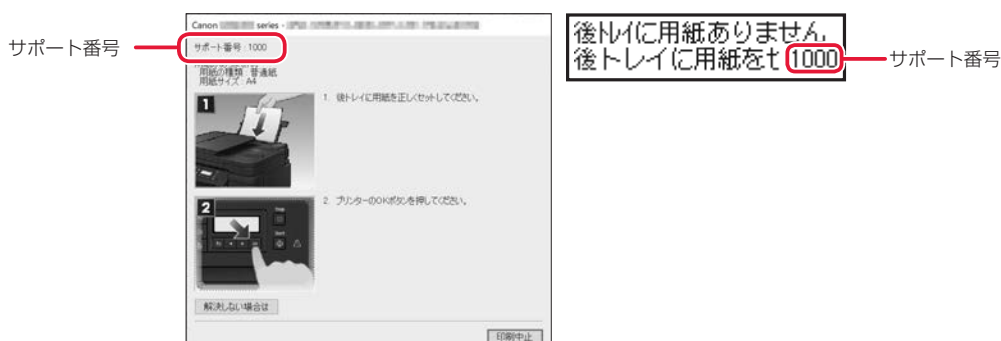 サポート番号
Canon series -
サポート番号 : 1000
用紙の種類 : 普通紙
用紙サイズ : A4
1
1. 後トレイに用紙を正しくセットしてください。
2
2. プリンターのOKボタンを押してください。
解決しない場合は
印刷中止
後トレイに用紙ありません。
後トレイに用紙をt 1000
サポート番号